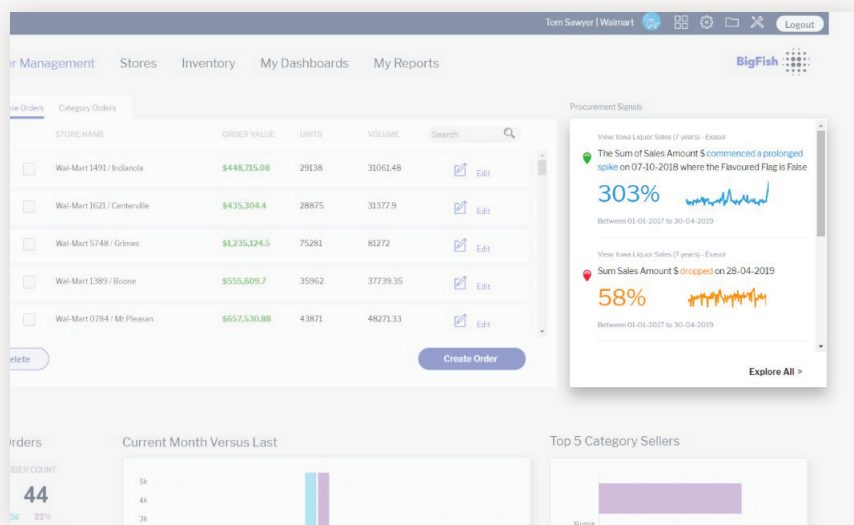 Tom Sawyer | Walmart
Logout
er Management Stores Inventory My Dashboards My Reports
BigFish
re Orders Category Orders
Procurement Signals
STORE NAME ORDER VALUE UNITS VOLUME Search
Wal-Mart 1491 / Indianola $448,715.08 29138 31061.48 Edit
Wal-Mart 1621 / Centerville $435,304.4 28875 31377.9 Edit
Wal-Mart 5748 / Grimes $1,235,124.5 75281 81272 Edit
Wal-Mart 1389 / Boone $555,609.7 35962 37739.35 Edit
Wal-Mart 0784 / Mt Pleasan $657,530.88 43871 48271.33 Edit
elete
Create Order
View: Iowa Liquor Sales (7 years) - Exasol
The Sum of Sales Amount $ commenced a prolonged
spike on 07-10-2018 where the Flavoured Flag is False
303%
Between 01-01-2017 to 30-04-2019
View: Iowa Liquor Sales (7 years) - Exasol
Sum Sales Amount $ dropped on 28-04-2019
58%
Between 01-01-2017 to 30-04-2019
Explore All >
Orders
RDER COUNT
44
22%
Current Month Versus Last
5k
4k
3k
Top 5 Category Sellers
Rums